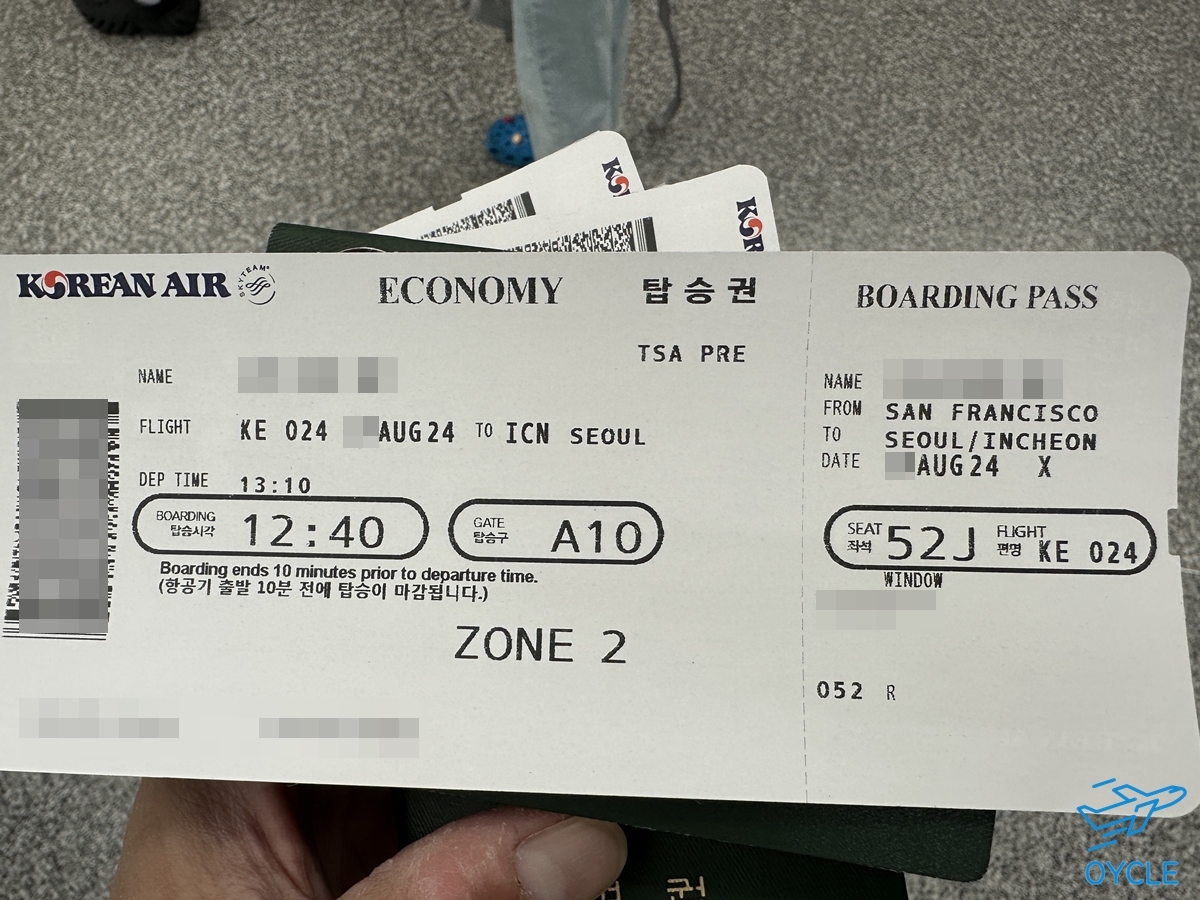 KOREAN AIR SKYTEAM ECONOMY 탑승권 BOARDING PASS
TSA PRE
NAME
FLIGHT KE 024 AUG24 TO ICN SEOUL
DEP TIME 13:10
BOARDING 탑승시각 12:40 GATE 탑승구 A10
Boarding ends 10 minutes prior to departure time.
(항공기 출발 10분 전에 탑승이 마감됩니다.)
ZONE 2
NAME
FROM SAN FRANCISCO
TO SEOUL/INCHEON
DATE AUG24 X
SEAT 좌석 52J FLIGHT 편명 KE 024
WINDOW
052 R
OYCLE